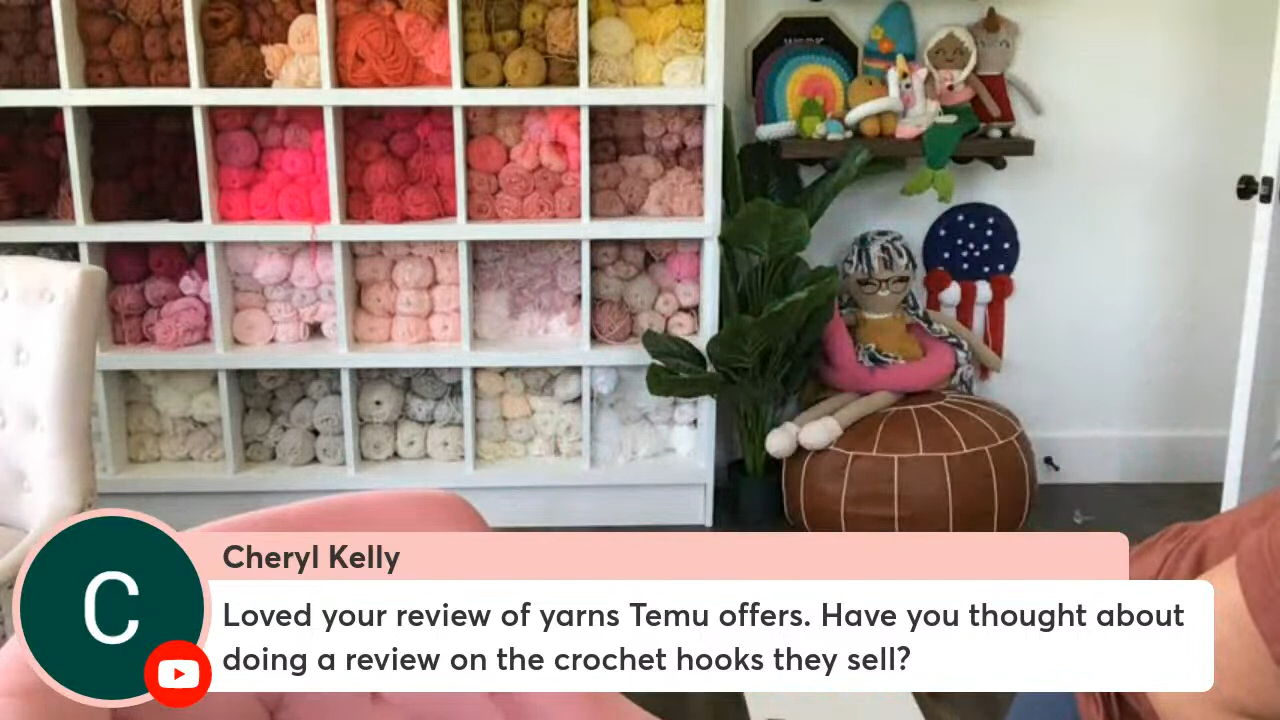 Cheryl Kelly
C
Loved your review of yarns Temu offers. Have you thought about
doing a review on the crochet hooks they sell?